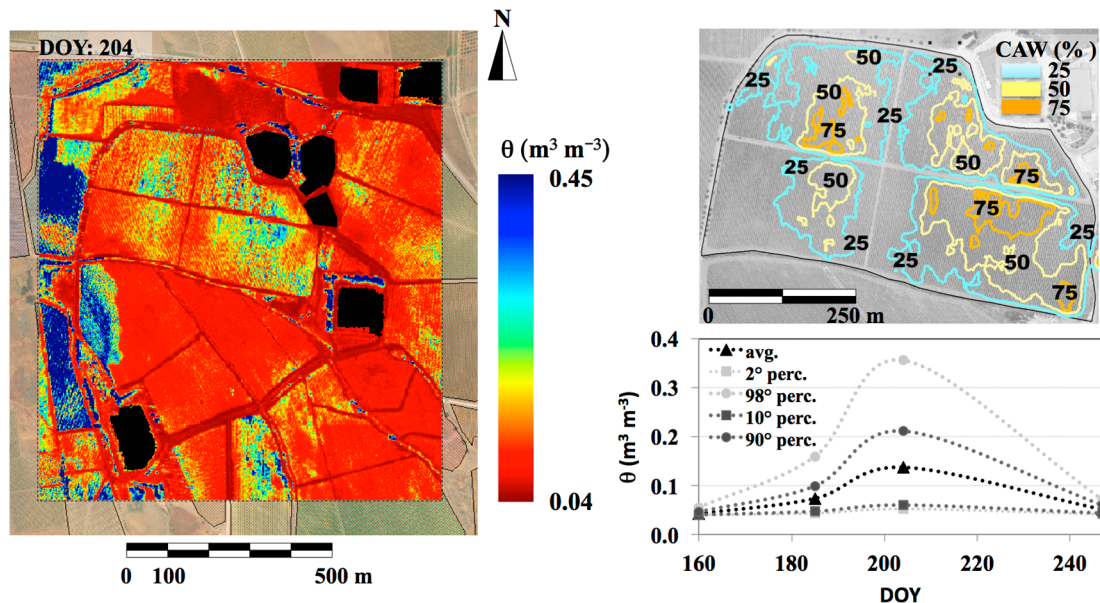 DOY: 204
N
θ (m³ m⁻³)
0.45
0.04
0 100 500 m
CAW (% )
25
50
75
50
25
50
75
25
50
75
25
50
75
25
25
50
75
25
0 250 m
avg.
2° perc.
98° perc.
10° perc.
90° perc.
θ (m³ m⁻³)
0.4
0.3
0.2
0.1
0.0
160 180 200 220 240
DOY